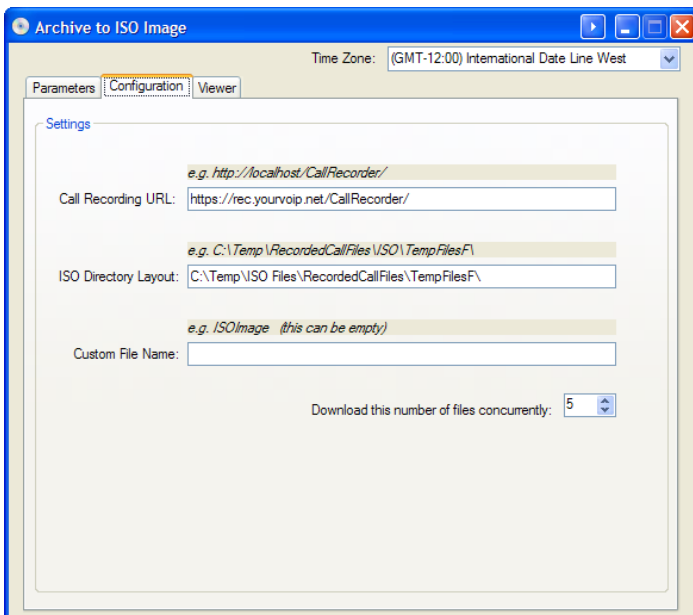 Archive to ISO Image
Time Zone: (GMT-12:00) International Date Line West
Parameters Configuration Viewer
Settings
e.g. http://localhost/CallRecorder/
Call Recording URL: https://rec.yourvoip.net/CallRecorder/
e.g. C:\Temp\RecordedCallFiles\ISO\TempFilesF\
ISO Directory Layout: C:\Temp\ISO Files\RecordedCallFiles\TempFilesF\
e.g. ISOImage (this can be empty)
Custom File Name:
Download this number of files concurrently: 5